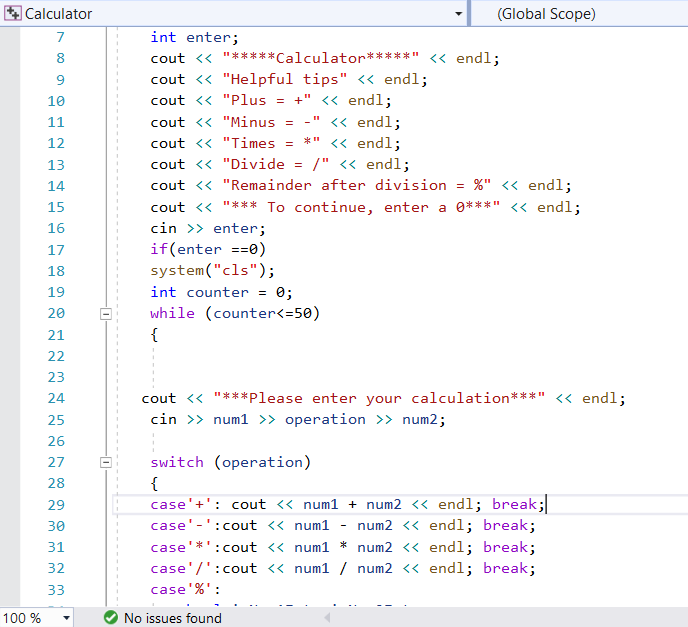 Calculator (Global Scope)
7 int enter;
8 cout << "*****Calculator*****" << endl;
9 cout << "Helpful tips" << endl;
10 cout << "Plus = +" << endl;
11 cout << "Minus = -" << endl;
12 cout << "Times = *" << endl;
13 cout << "Divide = /" << endl;
14 cout << "Remainder after division = %" << endl;
15 cout << "*** To continue, enter a 0***" << endl;
16 cin >> enter;
17 if(enter ==0)
18 system("cls");
19 int counter = 0;
20 while (counter<=50)
21 {
22
23
24 cout << "***Please enter your calculation***" << endl;
25 cin >> num1 >> operation >> num2;
26
27 switch (operation)
28 {
29 case'+': cout << num1 + num2 << endl; break;
30 case'-':cout << num1 - num2 << endl; break;
31 case'*':cout << num1 * num2 << endl; break;
32 case'/':cout << num1 / num2 << endl; break;
33 case'%':
100 % No issues found